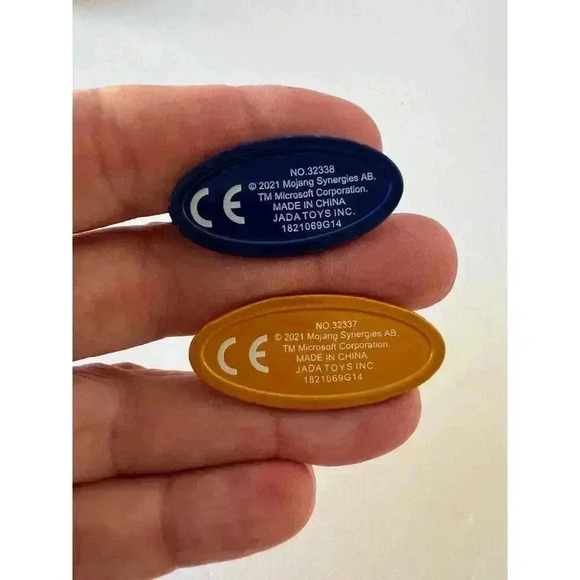 NO.32338
© 2021 Mojang Synergies AB.
TM Microsoft Corporation.
MADE IN CHINA
JADA TOYS INC.
1821069G14
CE
NO.32337
© 2021 Mojang Synergies AB.
TM Microsoft Corporation.
MADE IN CHINA
JADA TOYS INC.
1821069G14
CE